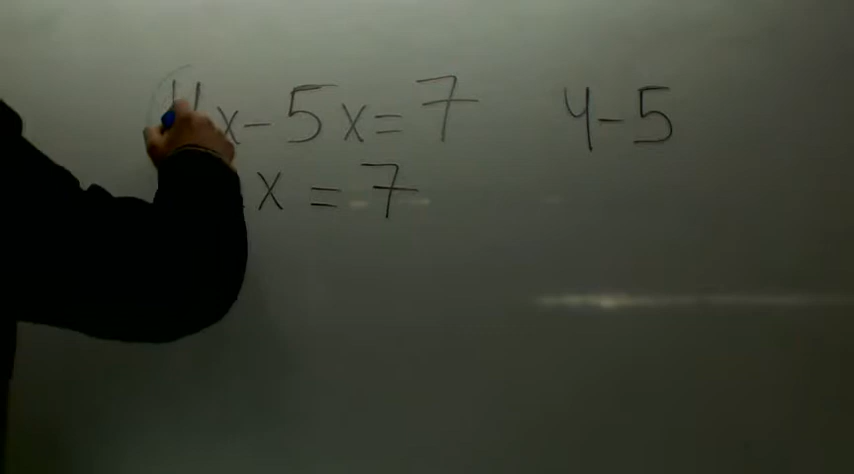 4x - 5x = 7 4 - 5
x = 7